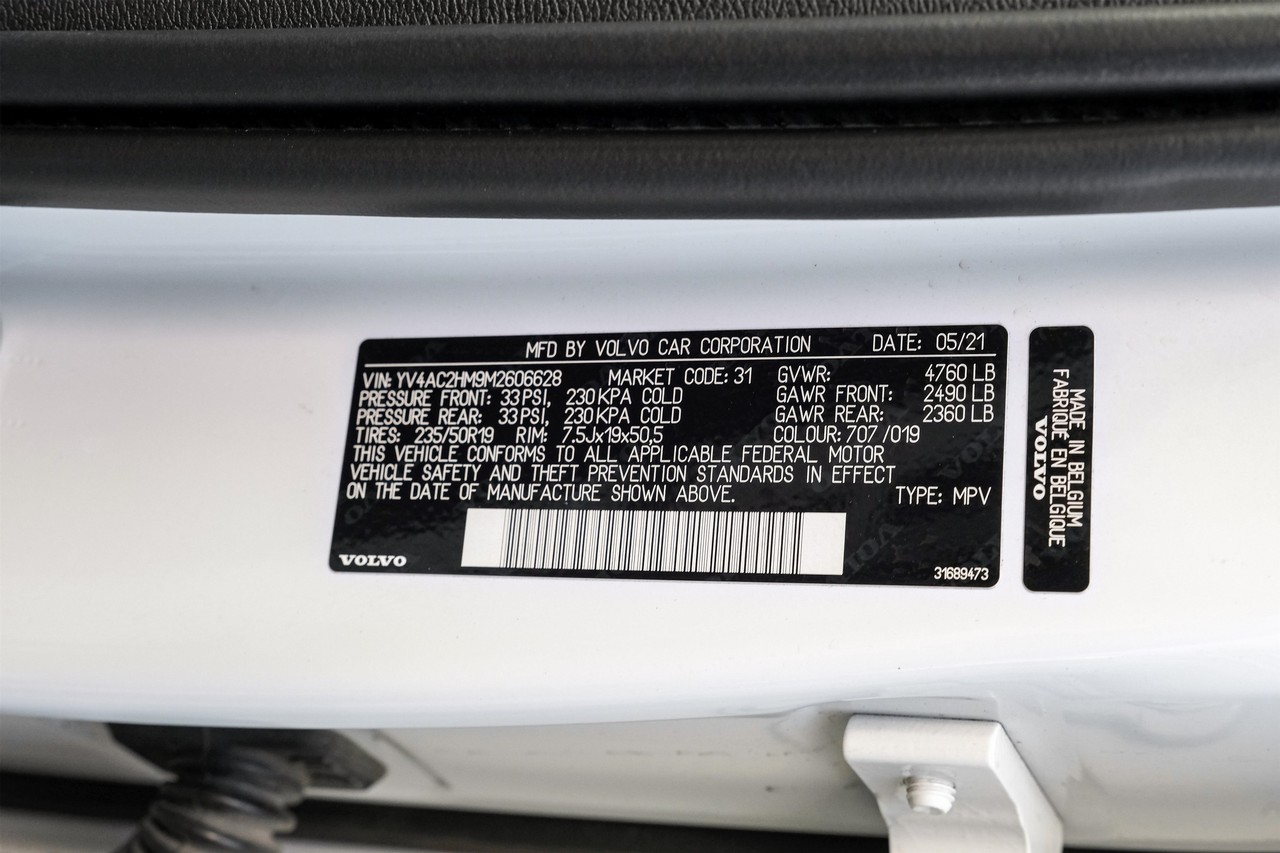 MFD BY VOLVO CAR CORPORATION DATE: 05/21
VIN: YV4AC2HM9M2606628 MARKET CODE: 31 GVWR: 4760 LB
PRESSURE FRONT: 33 PSI, 230 KPA COLD GAWR FRONT: 2490 LB
PRESSURE REAR: 33 PSI, 230 KPA COLD GAWR REAR: 2360 LB
TIRES: 235/50R19 RIM: 7.5Jx19x50,5 COLOUR: 707 /019
THIS VEHICLE CONFORMS TO ALL APPLICABLE FEDERAL MOTOR
VEHICLE SAFETY AND THEFT PREVENTION STANDARDS IN EFFECT
ON THE DATE OF MANUFACTURE SHOWN ABOVE. TYPE: MPV
VOLVO 31689473
MADE IN BELGIUM
FABRIQUÉ EN BELGIQUE
VOLVO